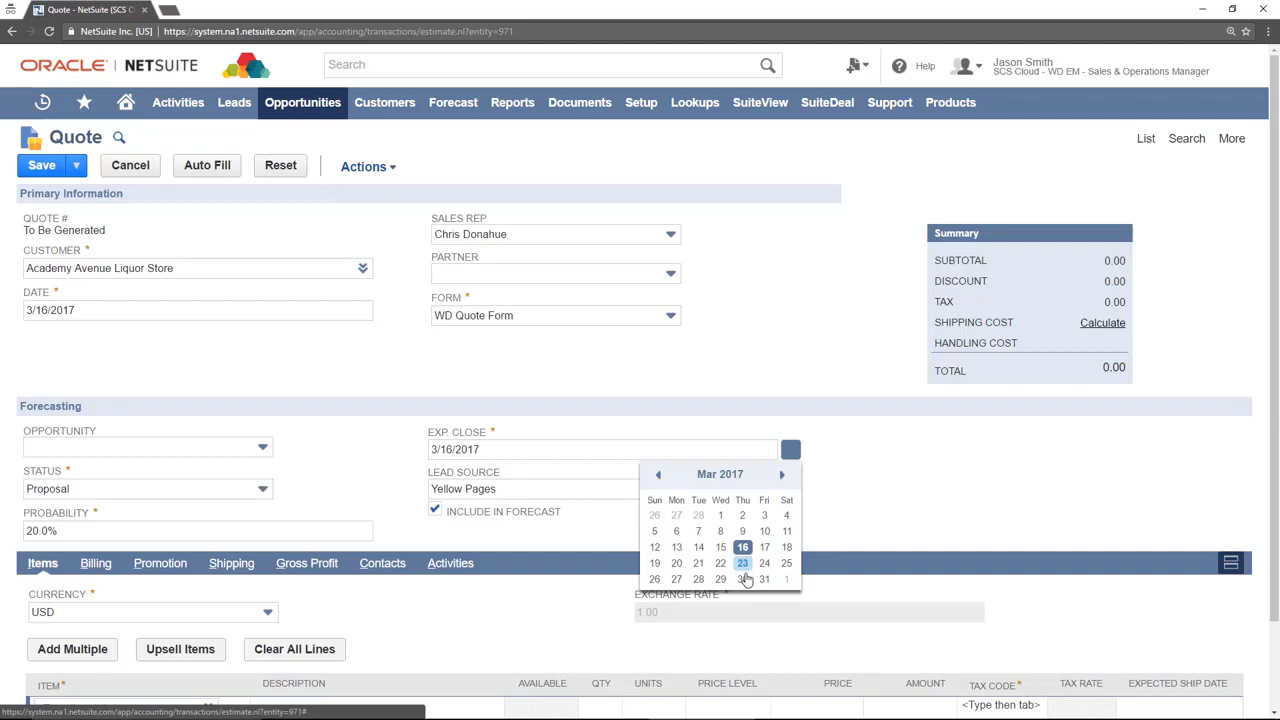 Quote - NetSuite (SCS C
NetSuite Inc. [US] https://system.na1.netsuite.com/app/accounting/transactions/estimate.nl?entity=971
ORACLE | NETSUITE
Search
Help
Jason Smith
SCS Cloud - WD EM - Sales & Operations Manager
Activities Leads Opportunities Customers Forecast Reports Documents Setup Lookups SuiteView SuiteDeal Support Products
Quote
List Search More
Save Cancel Auto Fill Reset Actions
Primary Information
QUOTE #
To Be Generated
CUSTOMER *
Academy Avenue Liquor Store
DATE *
3/16/2017
SALES REP
Chris Donahue
PARTNER
FORM *
WD Quote Form
Summary
SUBTOTAL 0.00
DISCOUNT 0.00
TAX 0.00
SHIPPING COST Calculate
HANDLING COST
TOTAL 0.00
Forecasting
OPPORTUNITY
STATUS *
Proposal
PROBABILITY *
20.0%
EXP. CLOSE *
3/16/2017
LEAD SOURCE
Yellow Pages
INCLUDE IN FORECAST
Mar 2017
Sun Mon Tue Wed Thu Fri Sat
26 27 28 1 2 3 4
5 6 7 8 9 10 11
12 13 14 15 16 17 18
19 20 21 22 23 24 25
26 27 28 29 30 31 1
Items Billing Promotion Shipping Gross Profit Contacts Activities
CURRENCY *
USD
EXCHANGE RATE *
1.00
Add Multiple Upsell Items Clear All Lines
ITEM * DESCRIPTION AVAILABLE QTY UNITS PRICE LEVEL PRICE AMOUNT TAX CODE * TAX RATE EXPECTED SHIP DATE
<Type then tab>
https://system.na1.netsuite.com/app/accounting/transactions/estimate.nl?entity=971#